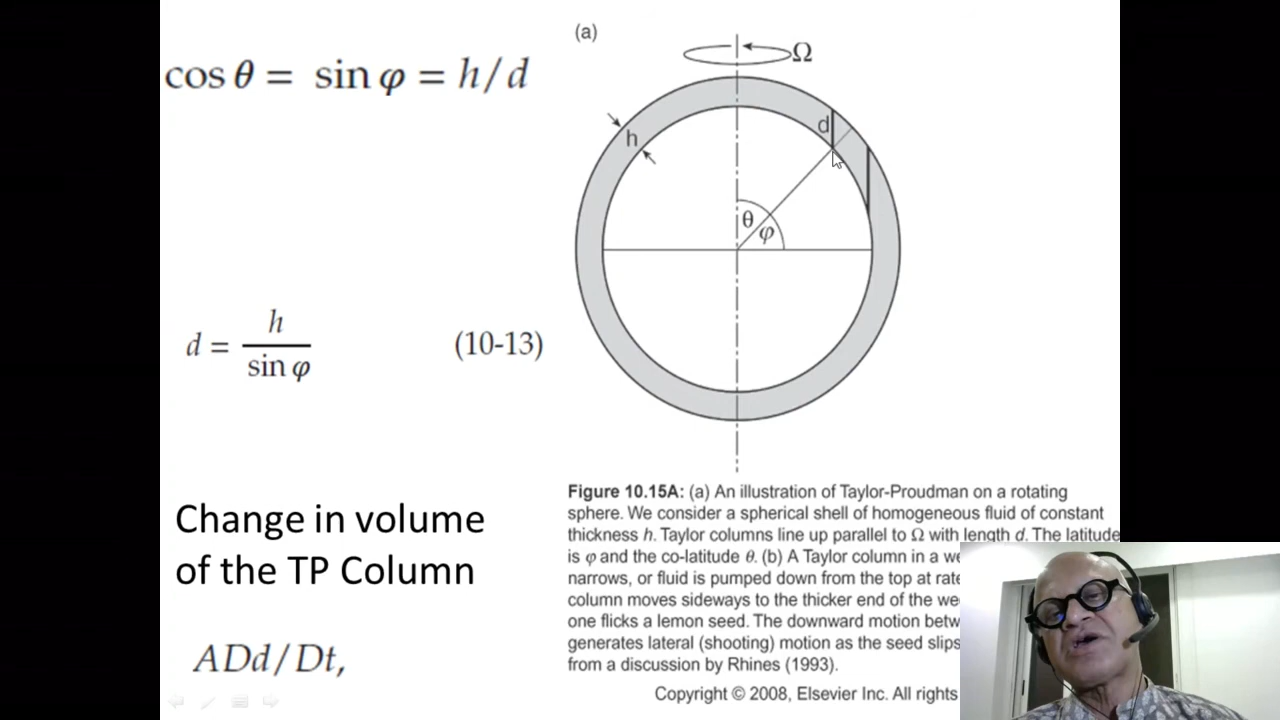 cos θ = sin φ = h/d
d = h / sin φ (10-13)
Change in volume
of the TP Column
ADd/Dt,
(a)
Ω
h
d
θ
φ
Figure 10.15A: (a) An illustration of Taylor-Proudman on a rotating
sphere. We consider a spherical shell of homogeneous fluid of constant
thickness h. Taylor columns line up parallel to Ω with length d. The latitude
is φ and the co-latitude θ. (b) A Taylor column in a
narrows, or fluid is pumped down from the top at
column moves sideways to the thicker end of the
one flicks a lemon seed. The downward motion
generates lateral (shooting) motion as the seed slips
from a discussion by Rhines (1993).
Copyright © 2008, Elsevier Inc. All rights